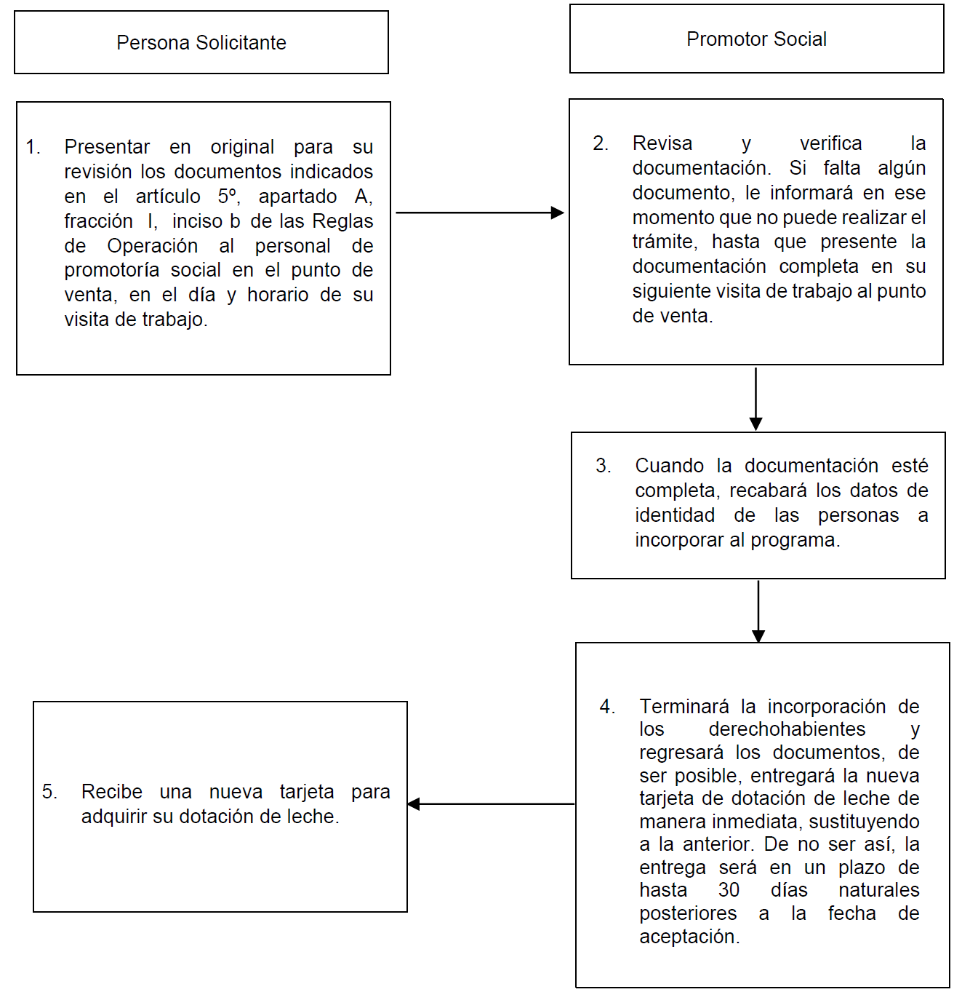 Persona Solicitante
Promotor Social
1. Presentar en original para su
revisión los documentos indicados
en el artículo 5º, apartado A,
fracción I, inciso b de las Reglas
de Operación al personal de
promotoría social en el punto de
venta, en el día y horario de su
visita de trabajo.
2. Revisa y verifica la
documentación. Si falta algún
documento, le informará en ese
momento que no puede realizar el
trámite, hasta que presente la
documentación completa en su
siguiente visita de trabajo al punto
de venta.
3. Cuando la documentación esté
completa, recabará los datos de
identidad de las personas a
incorporar al programa.
4. Terminará la incorporación de
los derechohabientes y
regresará los documentos, de
ser posible, entregará la nueva
tarjeta de dotación de leche de
manera inmediata, sustituyendo
a la anterior. De no ser así, la
entrega será en un plazo de
hasta 30 días naturales
posteriores a la fecha de
aceptación.
5. Recibe una nueva tarjeta para
adquirir su dotación de leche.